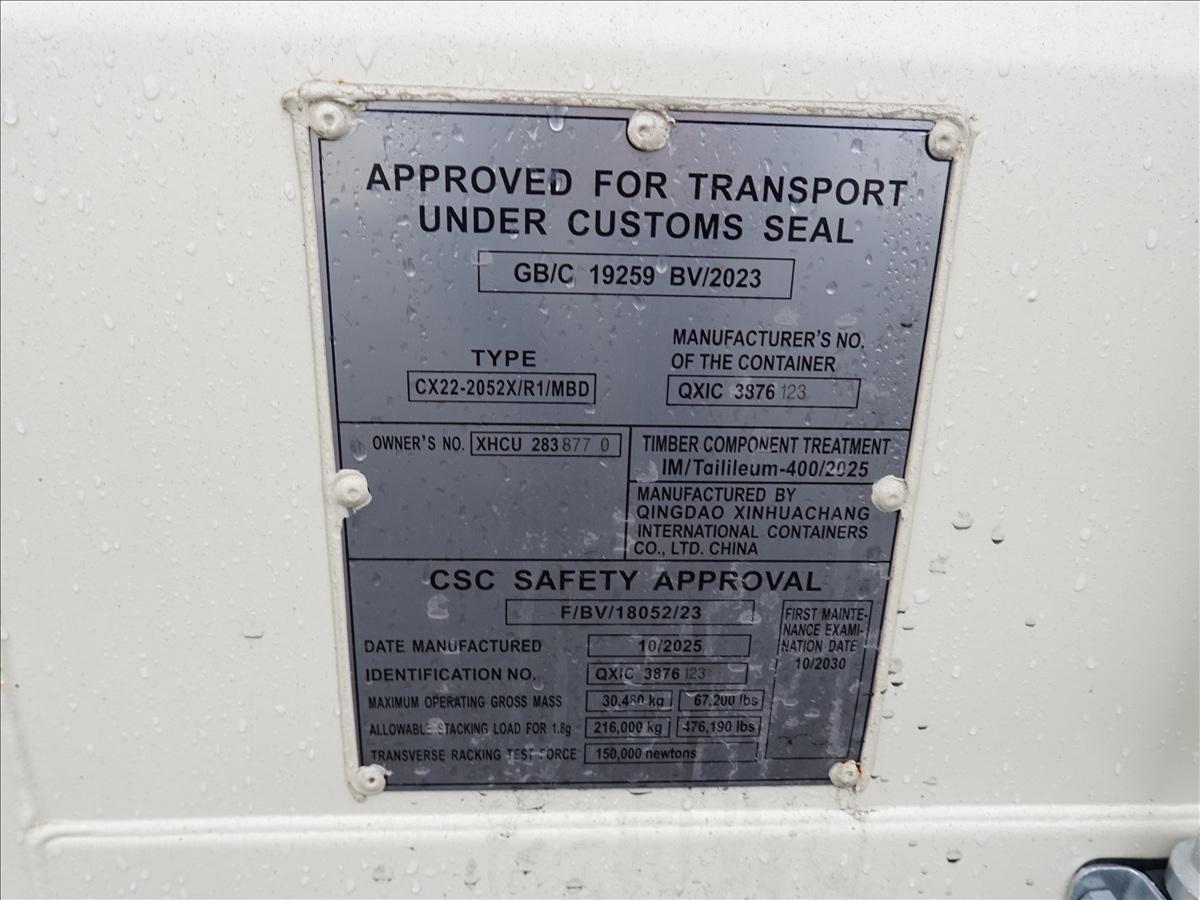 APPROVED FOR TRANSPORT
UNDER CUSTOMS SEAL
GB/C 19259 BV/2023
TYPE
CX22-2052X/R1/MBD
MANUFACTURER'S NO.
OF THE CONTAINER
QXIC 3876 123
OWNER'S NO. XHCU 283 877 0
TIMBER COMPONENT TREATMENT
IM/Tailileum-400/2025
MANUFACTURED BY
QINGDAO XINHUACHANG
INTERNATIONAL CONTAINERS
CO., LTD. CHINA
CSC SAFETY APPROVAL
F/BV/18052/23
DATE MANUFACTURED 10/2025
IDENTIFICATION NO. QXIC 3876 123
MAXIMUM OPERATING GROSS MASS 30,480 kg 67,200 lbs
ALLOWABLE STACKING LOAD FOR 1.8g 216,000 kg 476,190 lbs
TRANSVERSE RACKING TEST FORCE 150,000 newtons
FIRST MAINTE-
NANCE EXAMI-
NATION DATE
10/2030